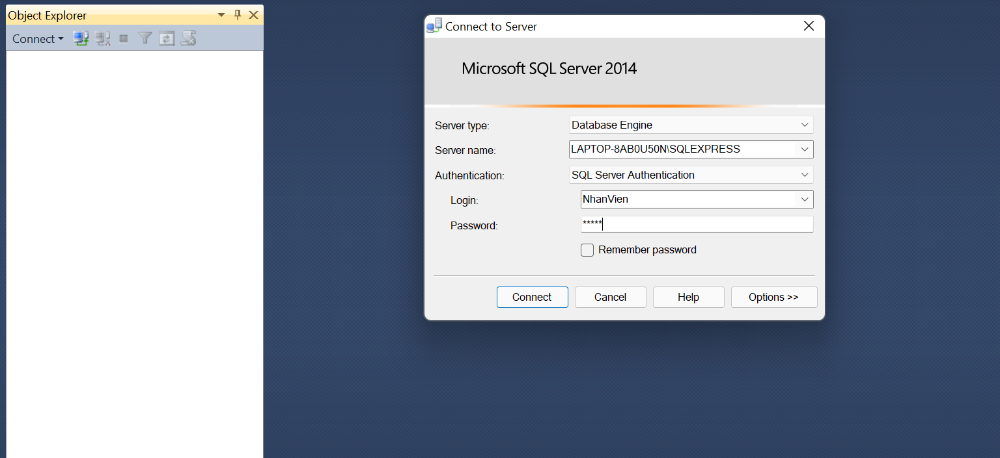 Object Explorer
Connect
Connect to Server
Microsoft SQL Server 2014
Server type: Database Engine
Server name: LAPTOP-8AB0U50N\SQLEXPRESS
Authentication: SQL Server Authentication
Login: NhanVien
Password: *****
Remember password
Connect Cancel Help Options >>